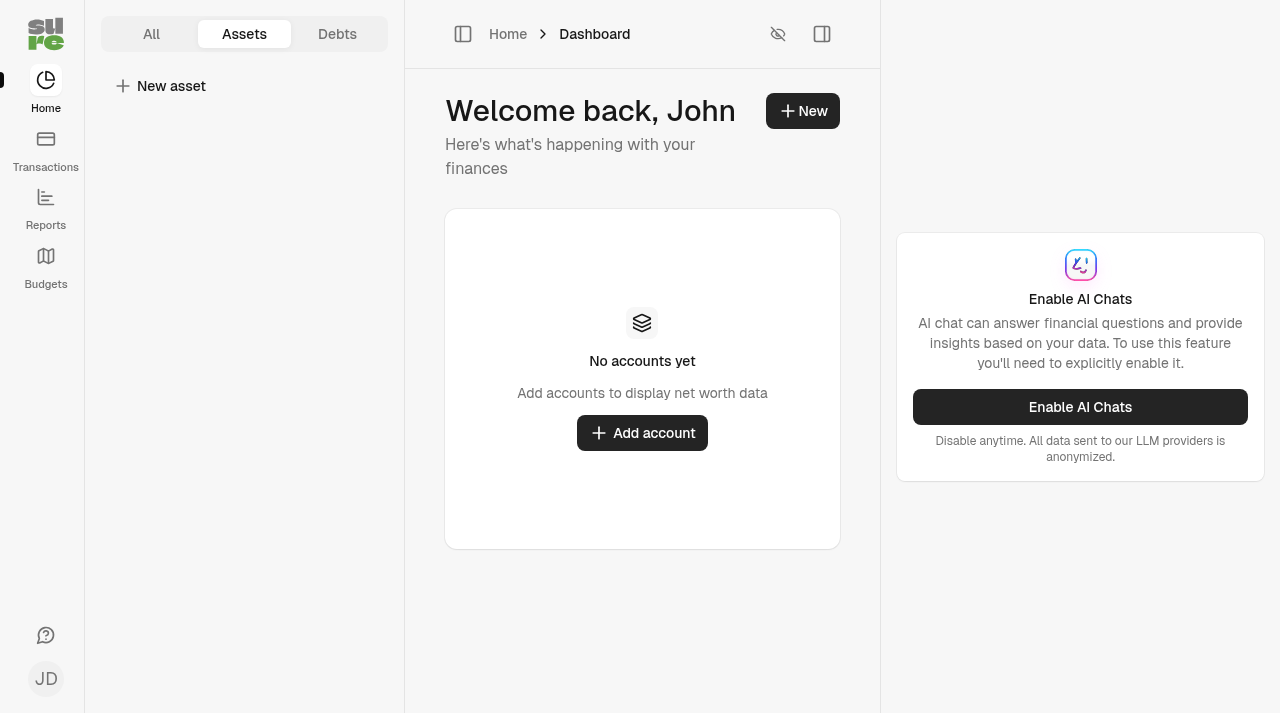 sure
Home
Transactions
Reports
Budgets
JD
All
Assets
Debts
New asset
Home
Dashboard
Welcome back, John
New
Here's what's happening with your
finances
No accounts yet
Add accounts to display net worth data
Add account
Enable AI Chats
AI chat can answer financial questions and provide
insights based on your data. To use this feature
you'll need to explicitly enable it.
Enable AI Chats
Disable anytime. All data sent to our LLM providers is
anonymized.